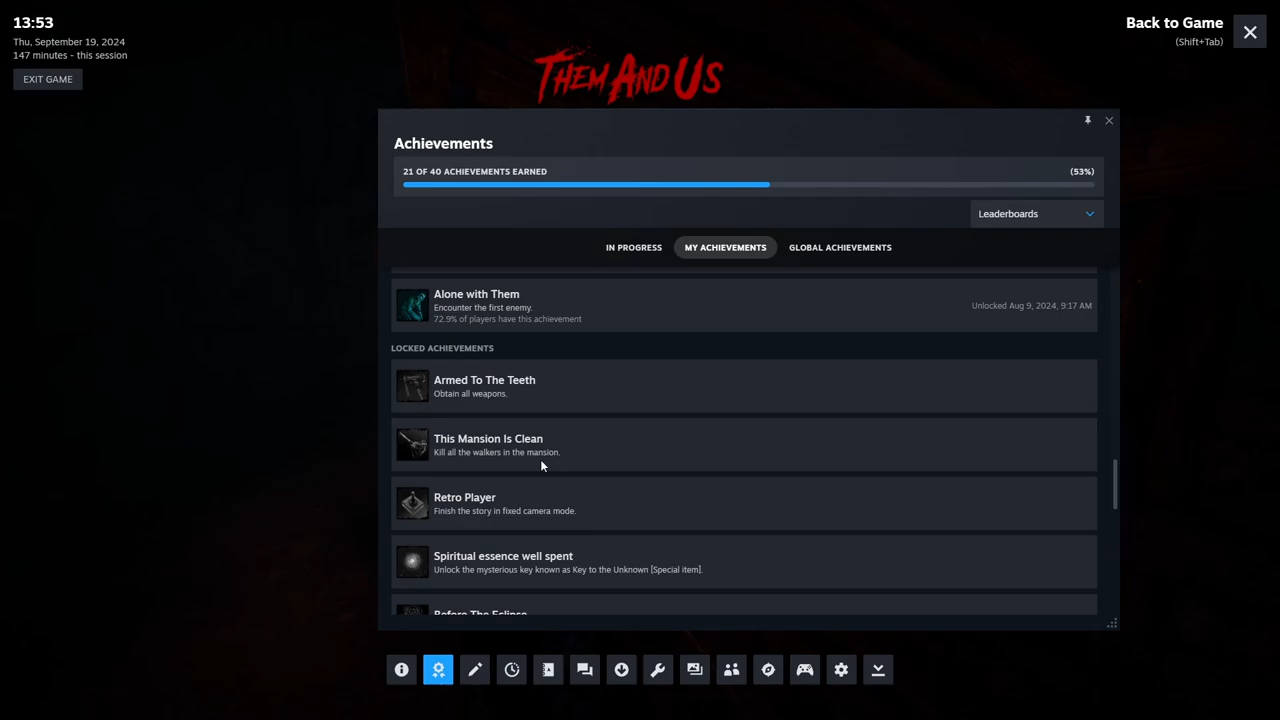 13:53
Thu, September 19, 2024
147 minutes - this session
EXIT GAME
Back to Game
(Shift+Tab)
THEM AND US
Achievements
21 OF 40 ACHIEVEMENTS EARNED (53%)
Leaderboards
IN PROGRESS MY ACHIEVEMENTS GLOBAL ACHIEVEMENTS
Alone with Them
Encounter the first enemy.
72.9% of players have this achievement
Unlocked Aug 9, 2024, 9:17 AM
LOCKED ACHIEVEMENTS
Armed To The Teeth
Obtain all weapons.
This Mansion Is Clean
Kill all the walkers in the mansion.
Retro Player
Finish the story in fixed camera mode.
Spiritual essence well spent
Unlock the mysterious key known as Key to the Unknown [Special item].
Before The Eclipse